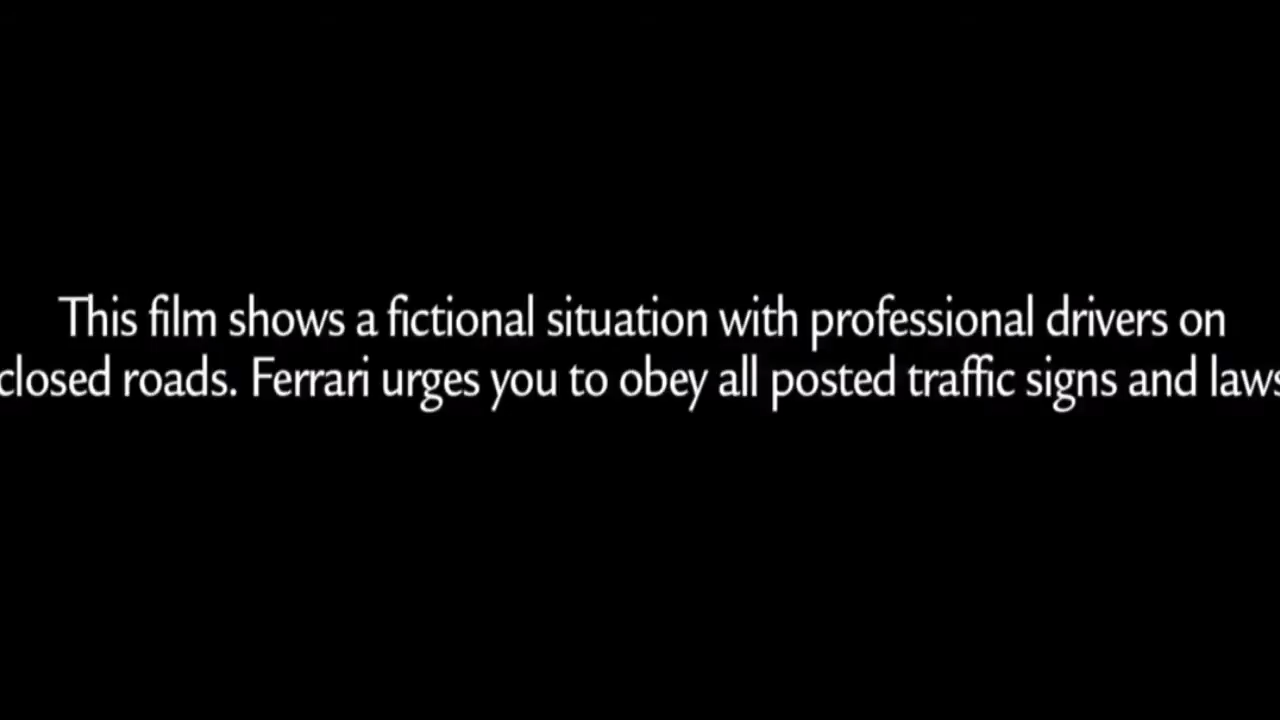 This film shows a fictional situation with professional drivers on
closed roads. Ferrari urges you to obey all posted traffic signs and laws